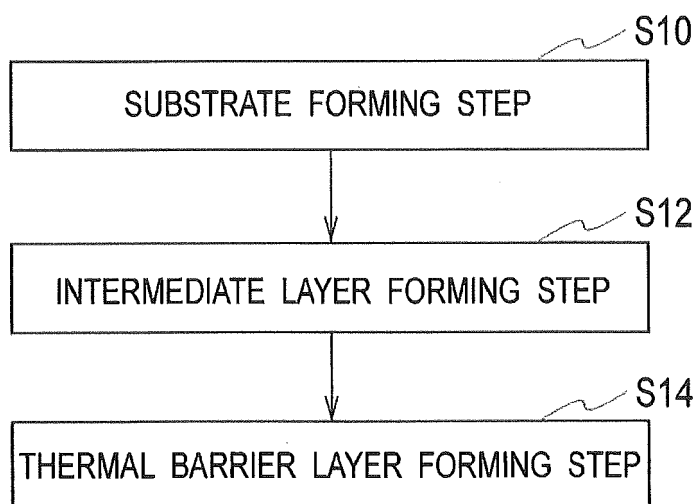 S10
SUBSTRATE FORMING STEP
S12
INTERMEDIATE LAYER FORMING STEP
S14
THERMAL BARRIER LAYER FORMING STEP